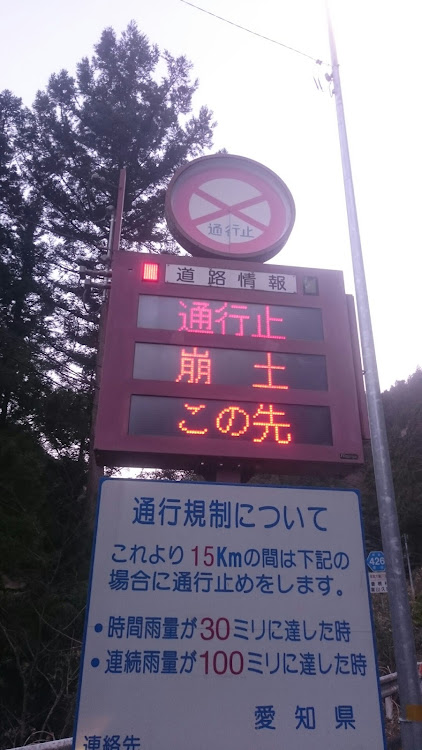 通行止
道路情報
通行止
崩土
この先
通行規制について
これより15Kmの間は下記の
場合に通行止めをします。
•時間雨量が30ミリに達した時
•連続雨量が100ミリに達した時
愛知県
連絡先
426